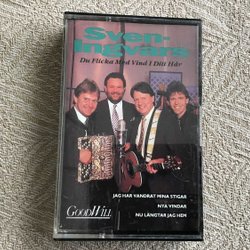 Sven-
Ingvars
Du Flicka Med Vind I Ditt Hår
JAG HAR VANDRAT MINA STIGAR
NYA VINDAR
NU LÄNGTAR JAG HEM
GOODWILL